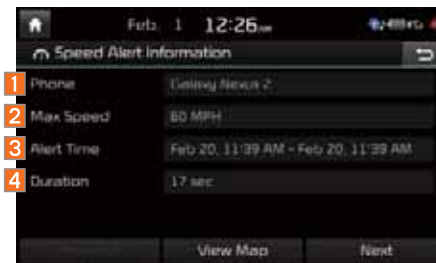 Feb. 1 12:26 AM
Speed Alert Information
1 Phone Galaxy Nexus 2
2 Max Speed 60 MPH
3 Alert Time Feb 20, 11:39 AM - Feb 20, 11:39 AM
4 Duration 17 sec
View Map Next